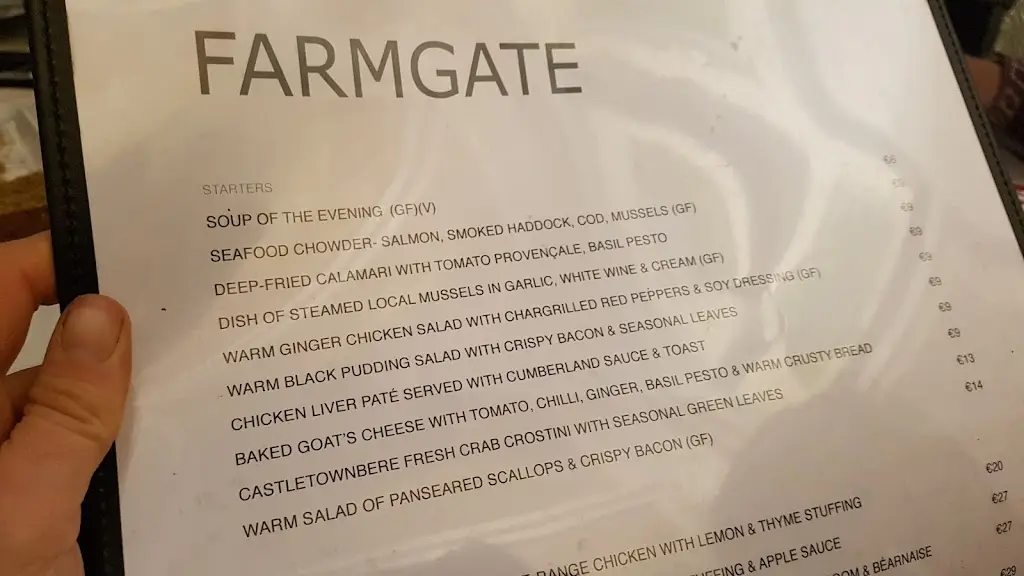 FARMGATE
STARTERS
SOUP OF THE EVENING (GF)(V) €6
SEAFOOD CHOWDER- SALMON, SMOKED HADDOCK, COD, MUSSELS (GF)
DEEP-FRIED CALAMARI WITH TOMATO PROVENÇALE, BASIL PESTO €9
DISH OF STEAMED LOCAL MUSSELS IN GARLIC, WHITE WINE & CREAM (GF) €9
WARM GINGER CHICKEN SALAD WITH CHARGRILLED RED PEPPERS & SOY DRESSING (GF) €9
WARM BLACK PUDDING SALAD WITH CRISPY BACON & SEASONAL LEAVES €9
CHICKEN LIVER PATÉ SERVED WITH CUMBERLAND SAUCE & TOAST €9
BAKED GOAT'S CHEESE WITH TOMATO, CHILLI, GINGER, BASIL PESTO & WARM CRUSTY BREAD €9
CASTLETOWNBERE FRESH CRAB CROSTINI WITH SEASONAL GREEN LEAVES €13
WARM SALAD OF PANSEARED SCALLOPS & CRISPY BACON (GF) €14
RANGE CHICKEN WITH LEMON & THYME STUFFING €20
& APPLE SAUCE €27
& BÉARNAISE €27
€29